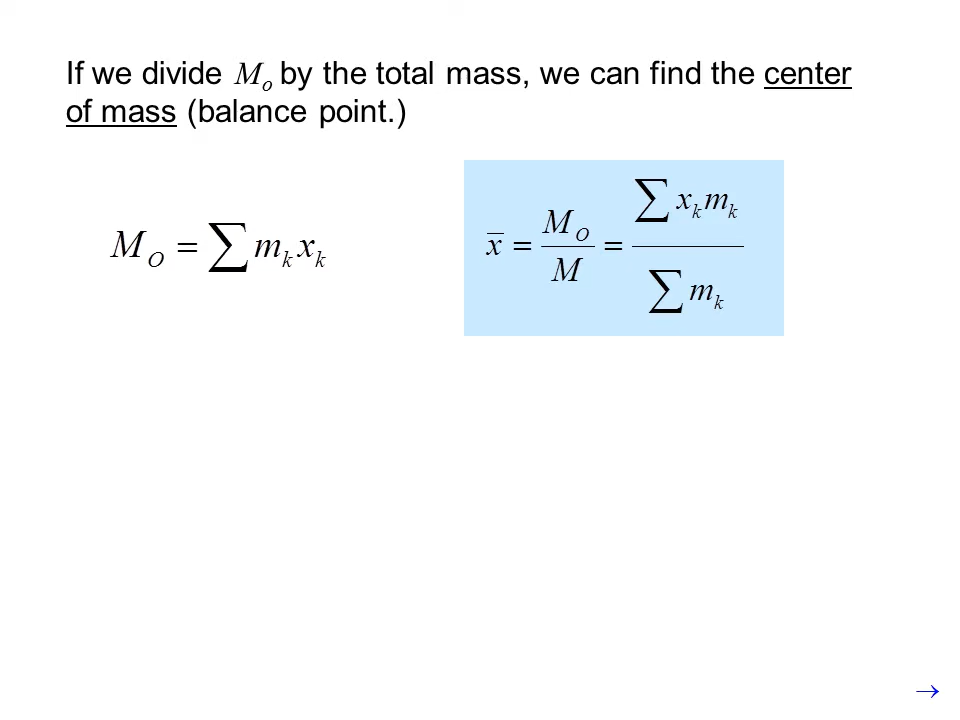 If we divide Mₒ by the total mass, we can find the center
of mass (balance point.)
M_O = ∑ m_k x_k
x̅ = M_O / M = ∑ x_k m_k / ∑ m_k
→